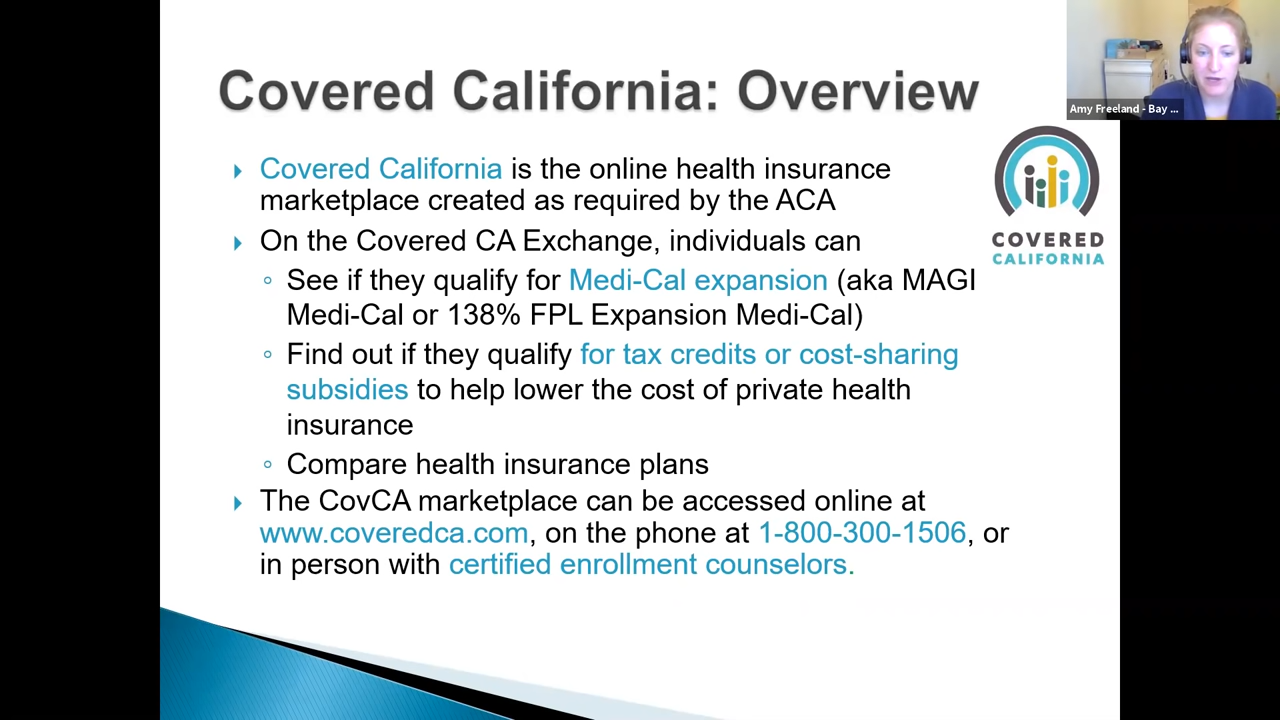 Covered California: Overview
Amy Freeland - Bay ...
Covered California is the online health insurance
marketplace created as required by the ACA
On the Covered CA Exchange, individuals can
See if they qualify for Medi-Cal expansion (aka MAGI
Medi-Cal or 138% FPL Expansion Medi-Cal)
Find out if they qualify for tax credits or cost-sharing
subsidies to help lower the cost of private health
insurance
Compare health insurance plans
The CovCA marketplace can be accessed online at
www.coveredca.com, on the phone at 1-800-300-1506, or
in person with certified enrollment counselors.
COVERED
CALIFORNIA